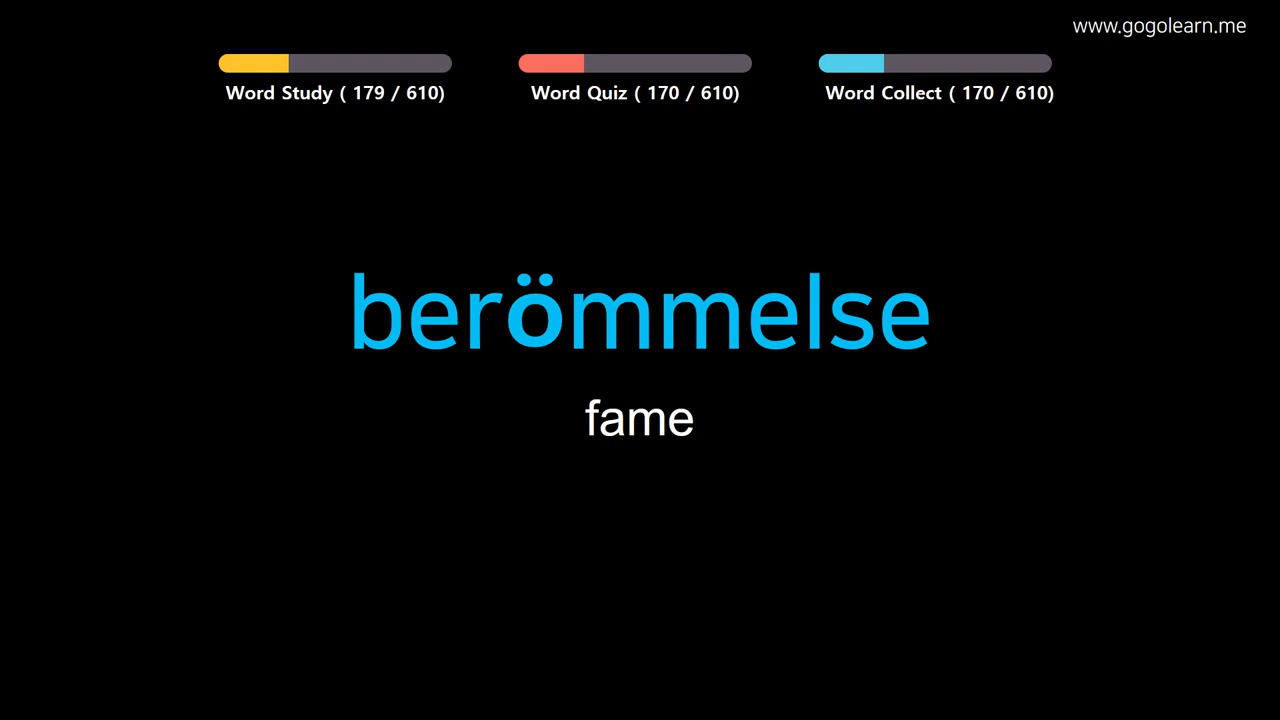 www.gogolearn.me
Word Study ( 179 / 610)
Word Quiz ( 170 / 610)
Word Collect ( 170 / 610)
berömmelse
fame